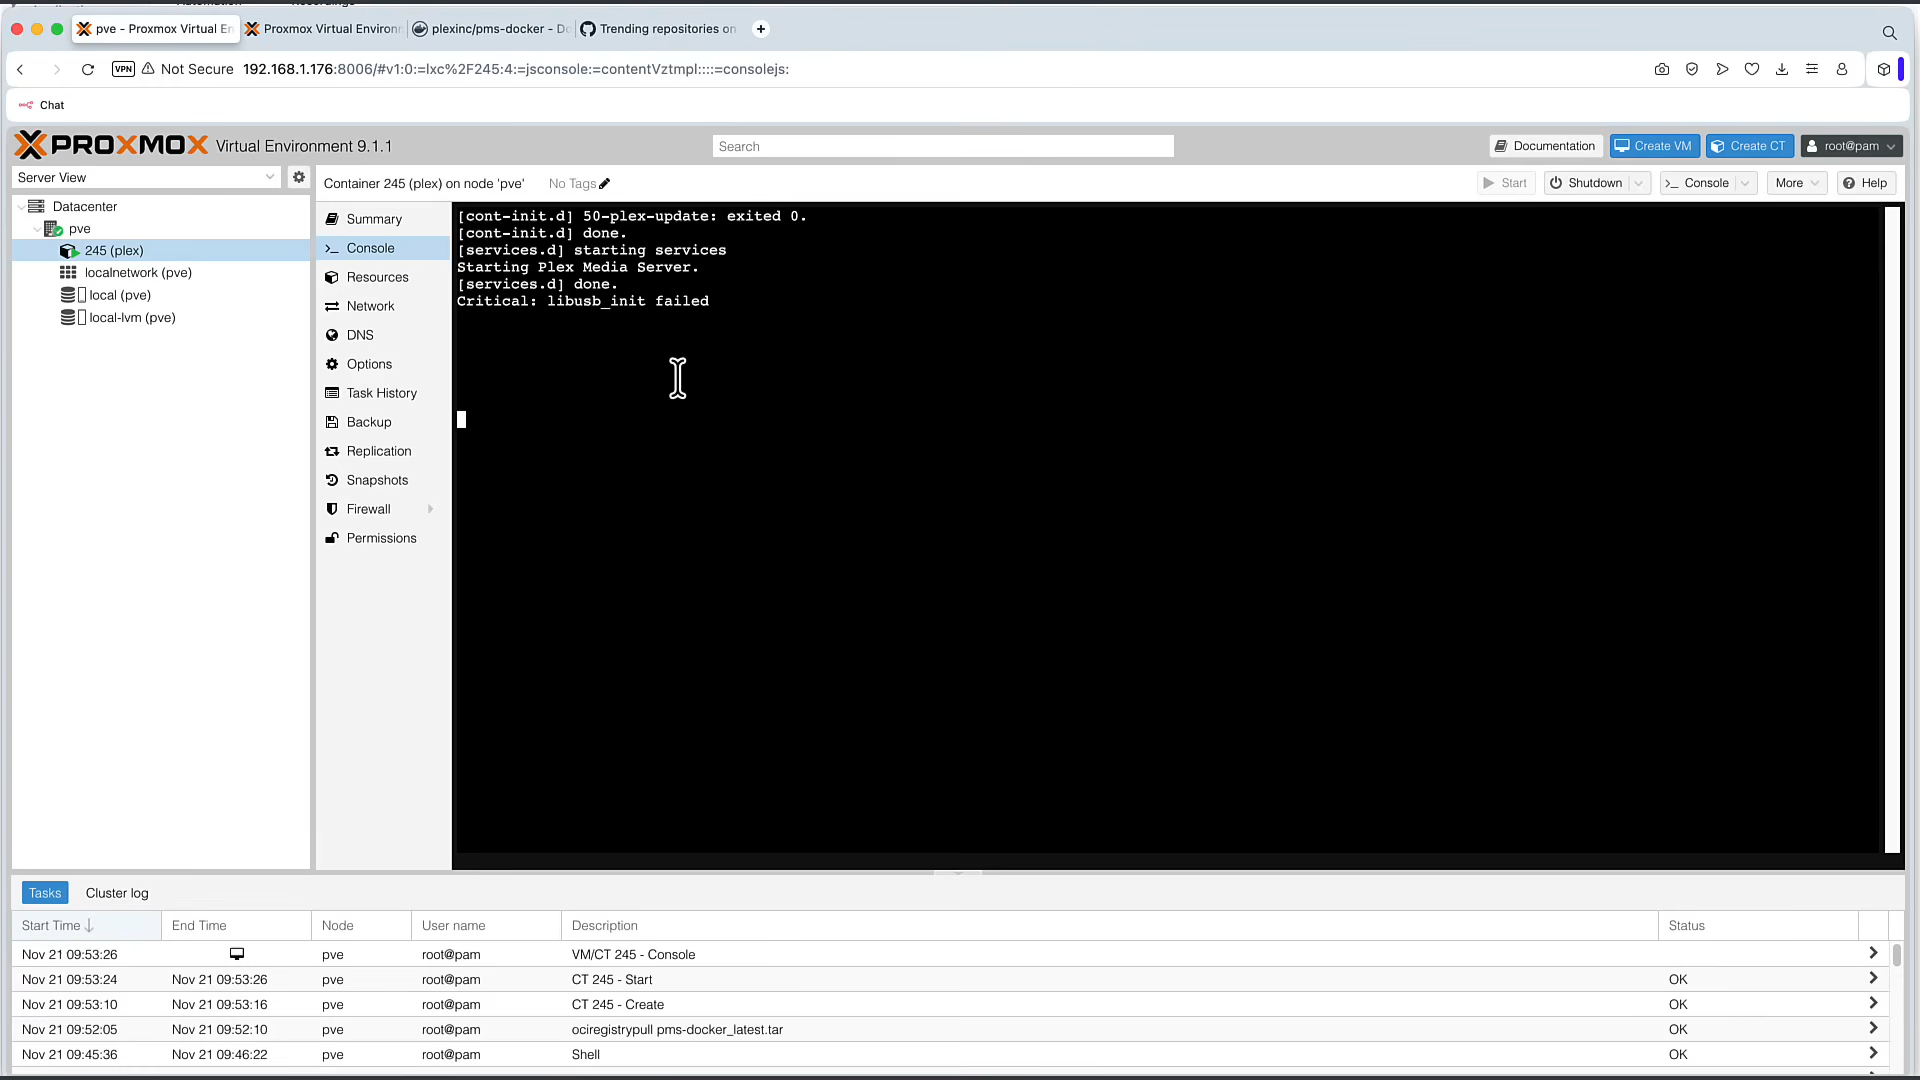 pve - Proxmox Virtual En
Proxmox Virtual Environ
plexinc/pms-docker - Do
Trending repositories on
VPN
Not Secure
192.168.1.176:8006/#v1:0:=lxc%2F245:4:=jsconsole:=contentVztmpl::::=consolejs:
Chat
PROXMOX Virtual Environment 9.1.1
Search
Documentation
Create VM
Create CT
root@pam
Server View
Container 245 (plex) on node 'pve'
No Tags
Start
Shutdown
Console
More
Help
Datacenter
pve
245 (plex)
localnetwork (pve)
local (pve)
local-lvm (pve)
Summary
Console
Resources
Network
DNS
Options
Task History
Backup
Replication
Snapshots
Firewall
Permissions
[cont-init.d] 50-plex-update: exited 0.
[cont-init.d] done.
[services.d] starting services
Starting Plex Media Server.
[services.d] done.
Critical: libusb_init failed
Tasks
Cluster log
Start Time End Time Node User name Description Status
Nov 21 09:53:26 pve root@pam VM/CT 245 - Console
Nov 21 09:53:24 Nov 21 09:53:26 pve root@pam CT 245 - Start OK
Nov 21 09:53:10 Nov 21 09:53:16 pve root@pam CT 245 - Create OK
Nov 21 09:52:05 Nov 21 09:52:10 pve root@pam ociregistrypull pms-docker_latest.tar OK
Nov 21 09:45:36 Nov 21 09:46:22 pve root@pam Shell OK